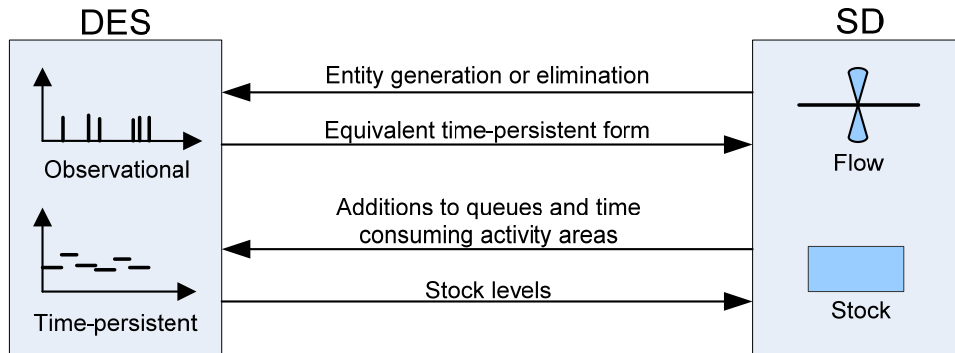 DES
SD
Entity generation or elimination
Equivalent time-persistent form
Observational
Flow
Additions to queues and time
consuming activity areas
Stock levels
Time-persistent
Stock